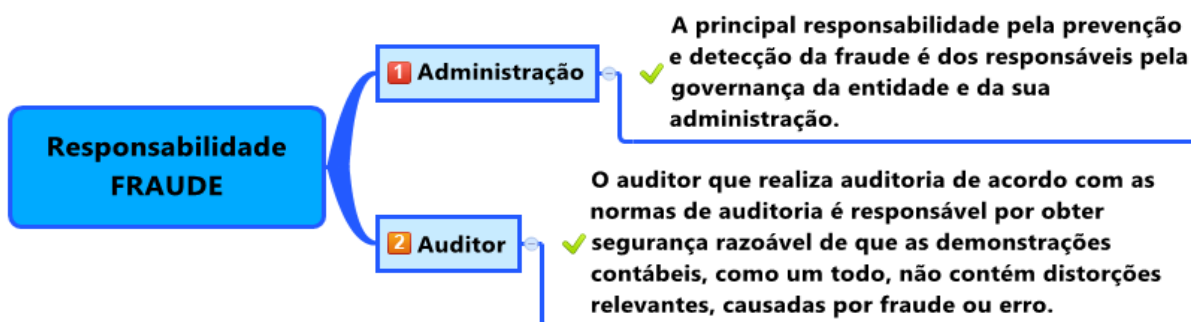 Responsabilidade
FRAUDE
1 Administração
A principal responsabilidade pela prevenção
e detecção da fraude é dos responsáveis pela
governança da entidade e da sua
administração.
2 Auditor
O auditor que realiza auditoria de acordo com as
normas de auditoria é responsável por obter
segurança razoável de que as demonstrações
contábeis, como um todo, não contém distorções
relevantes, causadas por fraude ou erro.